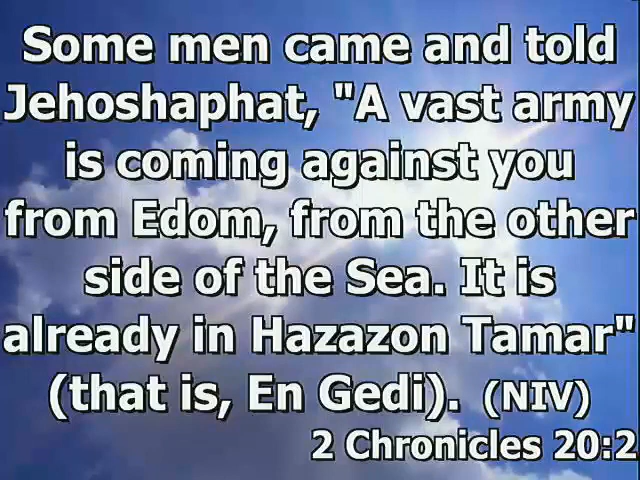 Some men came and told
Jehoshaphat, "A vast army
is coming against you
from Edom, from the other
side of the Sea. It is
already in Hazazon Tamar"
(that is, En Gedi). (NIV)
2 Chronicles 20:2